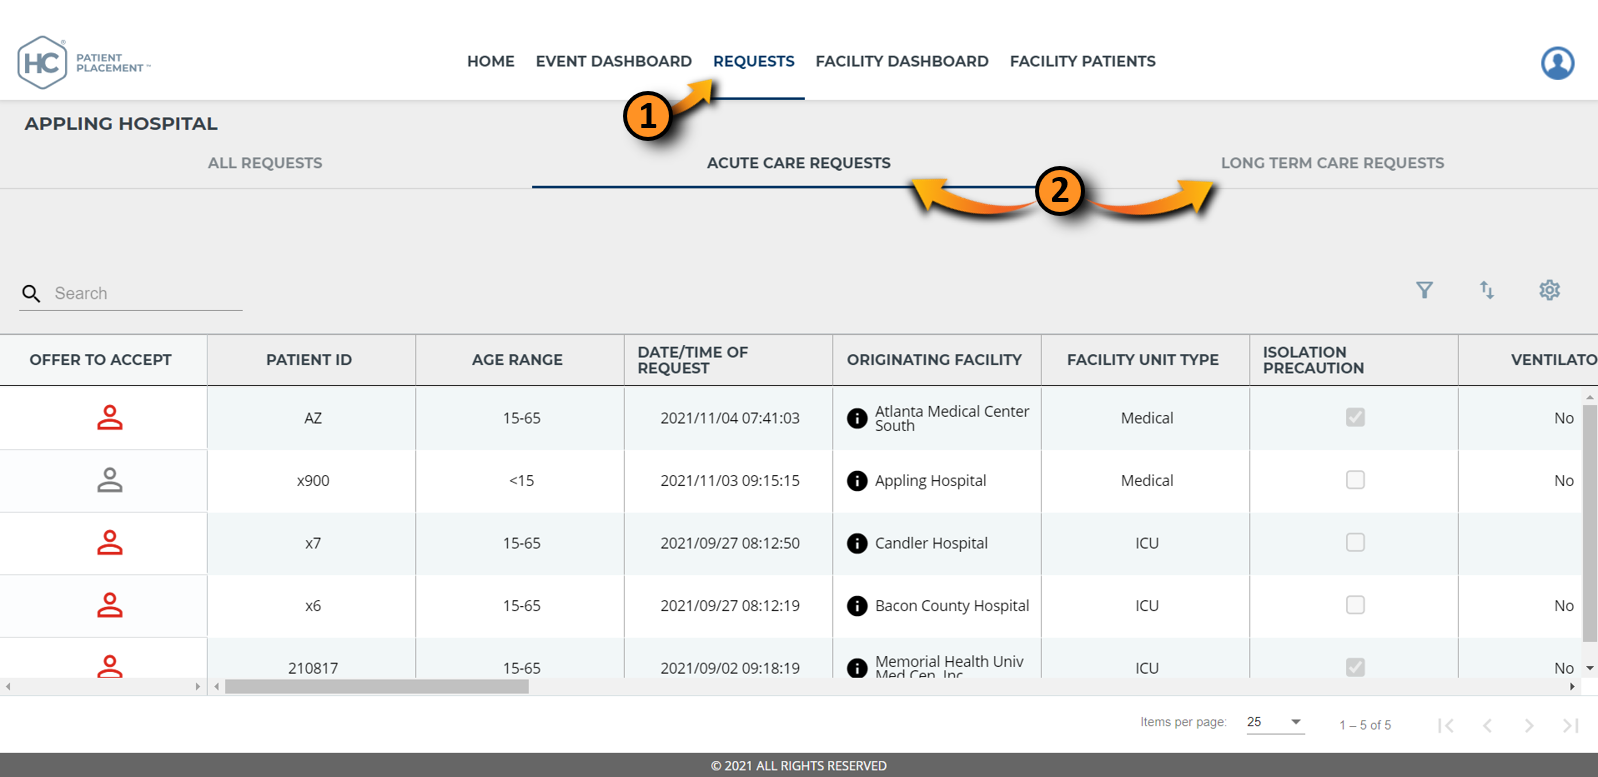 HC® PATIENT PLACEMENT™
HOME EVENT DASHBOARD REQUESTS FACILITY DASHBOARD FACILITY PATIENTS
1
APPLING HOSPITAL
ALL REQUESTS ACUTE CARE REQUESTS LONG TERM CARE REQUESTS
2
Search
OFFER TO ACCEPT PATIENT ID AGE RANGE DATE/TIME OF REQUEST ORIGINATING FACILITY FACILITY UNIT TYPE ISOLATION PRECAUTION VENTILATO
AZ 15-65 2021/11/04 07:41:03 Atlanta Medical Center South Medical No
x900 <15 2021/11/03 09:15:15 Appling Hospital Medical No
x7 15-65 2021/09/27 08:12:50 Candler Hospital ICU
x6 15-65 2021/09/27 08:12:19 Bacon County Hospital ICU No
210817 15-65 2021/09/02 09:18:19 Memorial Health Univ Med Cen, Inc ICU No
Items per page: 25 1 – 5 of 5
© 2021 ALL RIGHTS RESERVED